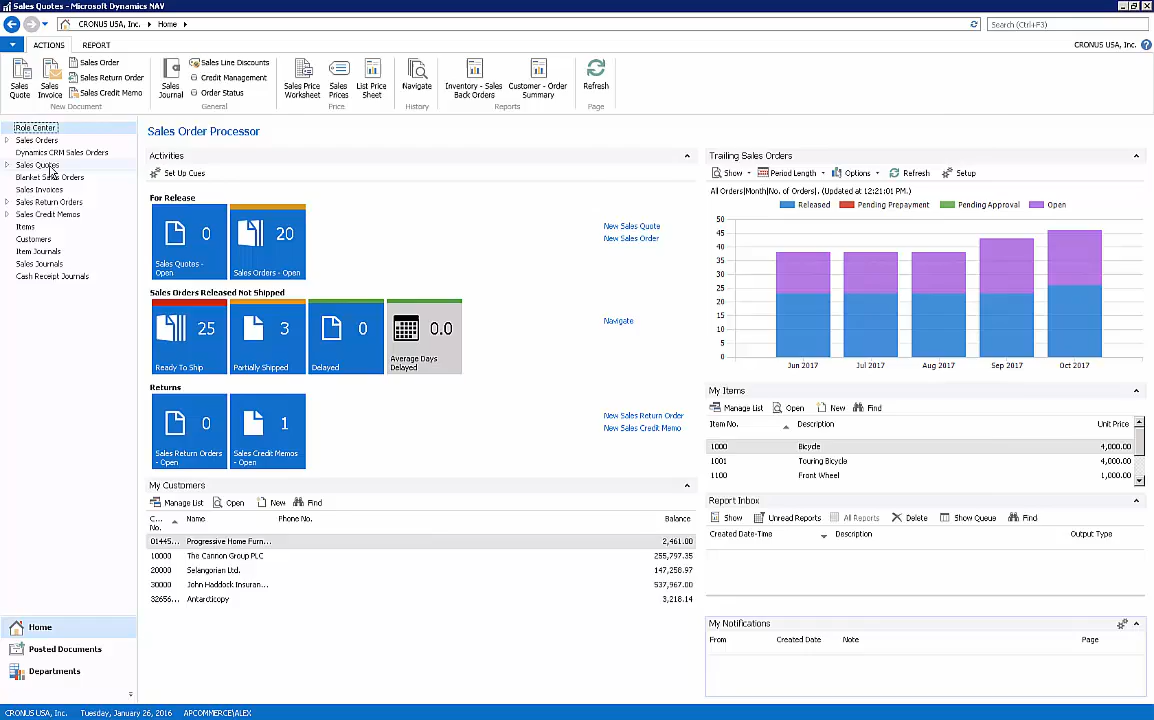 Sales Quotes - Microsoft Dynamics NAV
CRONUS USA, Inc. Home
Search (Ctrl+F3)
ACTIONS REPORT
CRONUS USA, Inc.
Sales Quote
Sales Invoice
Sales Order
Sales Return Order
Sales Credit Memo
New Document
Sales Journal
Sales Line Discounts
Credit Management
Order Status
General
Sales Price Worksheet
Sales Prices
List Price Sheet
Price
Navigate
History
Inventory - Sales Back Orders
Customer - Order Summary
Reports
Refresh
Page
Role Center
Sales Orders
Dynamics CRM Sales Orders
Sales Quotes
Blanket Sales Orders
Sales Invoices
Sales Return Orders
Sales Credit Memos
Items
Customers
Item Journals
Sales Journals
Cash Receipt Journals
Home
Posted Documents
Departments
Sales Order Processor
Activities
Set Up Cues
For Release
0
Sales Quotes - Open
20
Sales Orders - Open
New Sales Quote
New Sales Order
Sales Orders Released Not Shipped
25
Ready To Ship
3
Partially Shipped
0
Delayed
0.0
Average Days Delayed
Navigate
Returns
0
Sales Return Orders - Open
1
Sales Credit Memos - Open
New Sales Return Order
New Sales Credit Memo
My Customers
Manage List Open New Find
C... No. Name Phone No. Balance
01445... Progressive Home Furn... 2,461.00
10000 The Cannon Group PLC 255,797.35
20000 Selangorian Ltd. 147,258.97
30000 John Haddock Insuran... 537,967.00
32656... Antarcticopy 3,218.14
Trailing Sales Orders
Show Period Length Options Refresh Setup
All Orders|Month|No. of Orders|. (Updated at 12:21:01 PM.)
Released Pending Prepayment Pending Approval Open
50
45
40
35
30
25
20
15
10
5
0
Jun 2017 Jul 2017 Aug 2017 Sep 2017 Oct 2017
My Items
Manage List Open New Find
Item No. Description Unit Price
1000 Bicycle 4,000.00
1001 Touring Bicycle 4,000.00
1100 Front Wheel 1,000.00
Report Inbox
Show Unread Reports All Reports Delete Show Queue Find
Created Date-Time Description Output Type
My Notifications
From Created Date Note Page
CRONUS USA, Inc. Tuesday, January 26, 2016 APCOMMERCE\ALEX